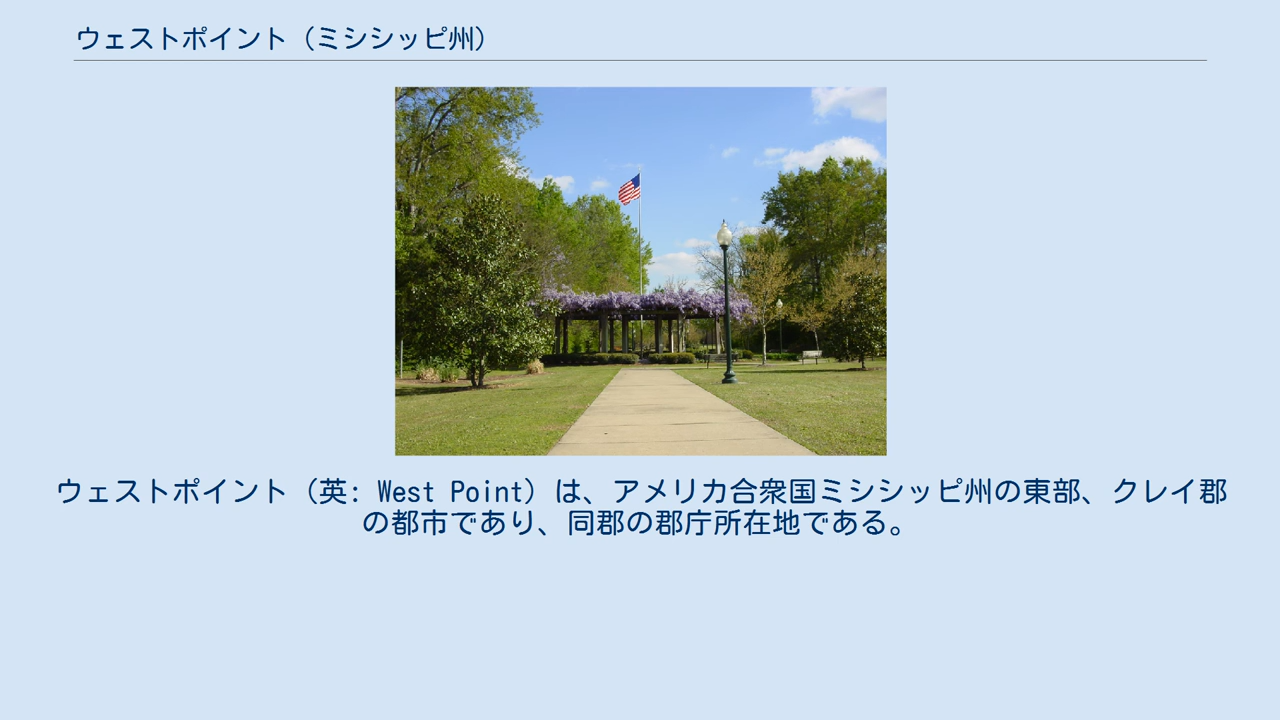 ウェストポイント（ミシシッピ州）
ウェストポイント（英: West Point）は、アメリカ合衆国ミシシッピ州の東部、クレイ郡
の都市であり、同郡の郡庁所在地である。